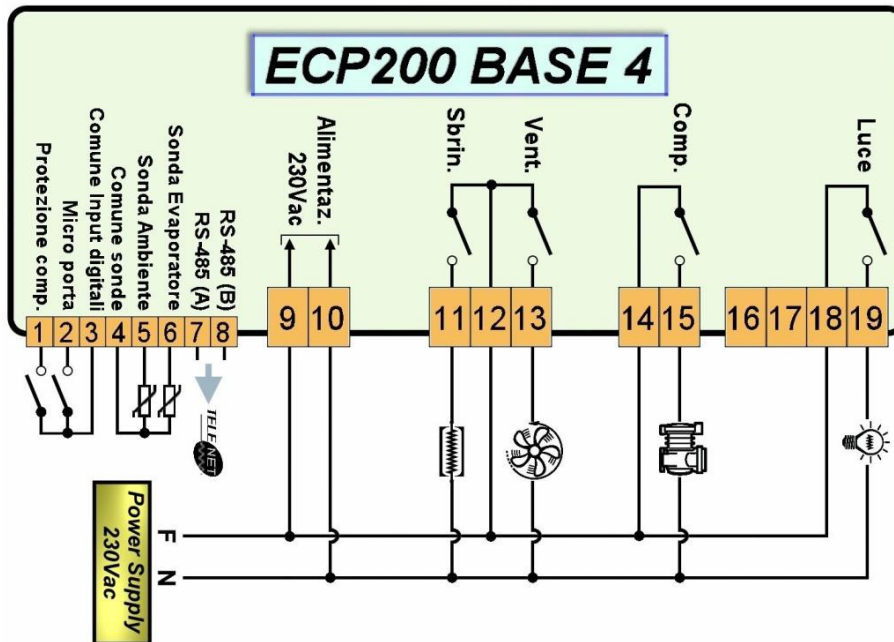 ECP200 BASE 4
Protezione comp.
Micro porta
Comune Input digitali
Comune sonde
Sonda Ambiente
Sonda Evaporatore
RS-485 (A)
RS-485 (B)
Alimentaz.
230Vac
Sbrin.
Vent.
Comp.
Luce
1 2 3 4 5 6 7 8
9 10
11 12 13
14 15
16 17 18 19
TELENET
Power Supply
230Vac
F
N